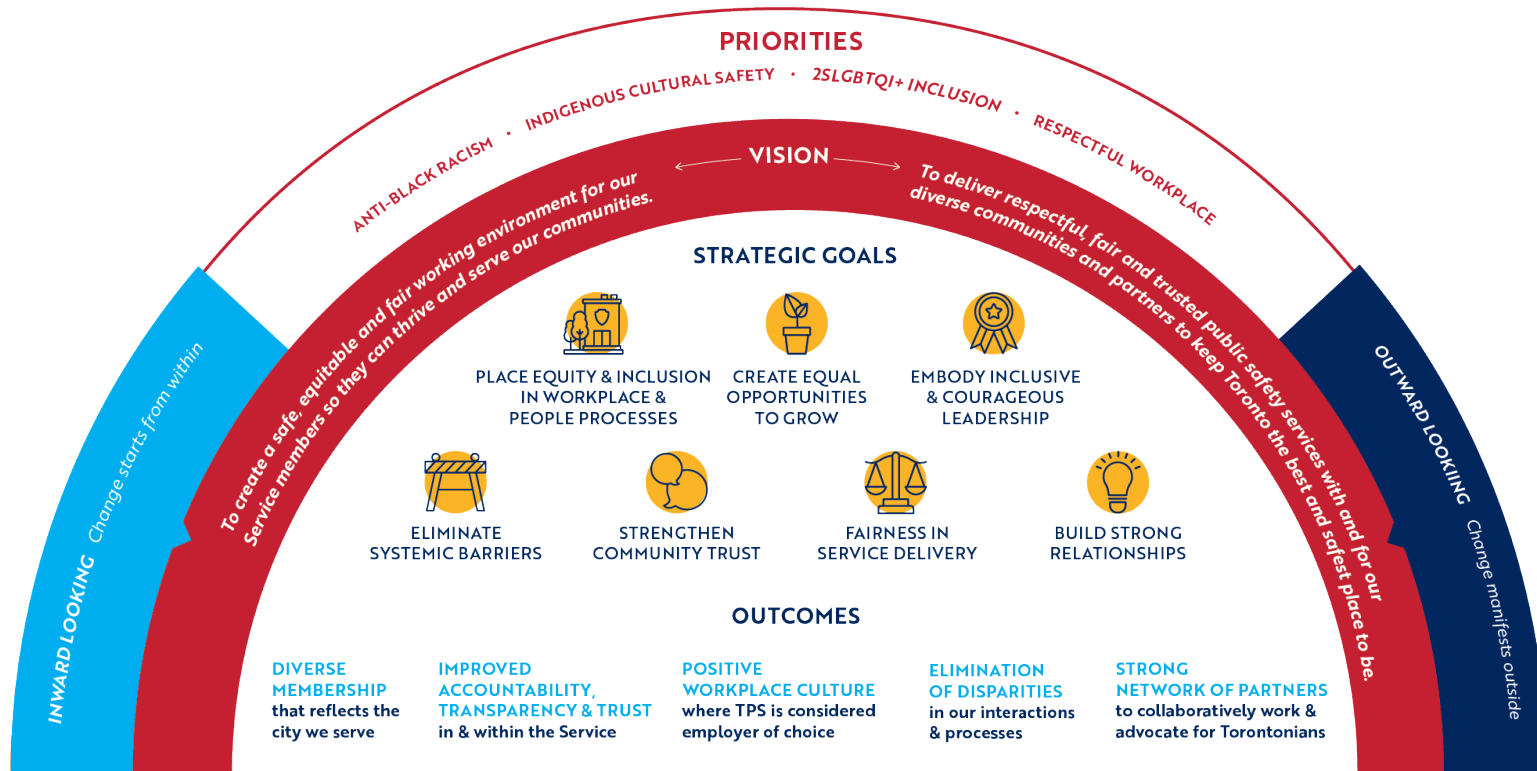 PRIORITIES
ANTI-BLACK RACISM • INDIGENOUS CULTURAL SAFETY • 2SLGBTQI+ INCLUSION • RESPECTFUL WORKPLACE
VISION
To create a safe, equitable and fair working environment for our
Service members so they can thrive and serve our communities.
To deliver respectful, fair and trusted public safety services with and for our
diverse communities and partners to keep Toronto the best and safest place to be.
INWARD LOOKING Change starts from within
OUTWARD LOOKIING Change manifests outside
STRATEGIC GOALS
PLACE EQUITY & INCLUSION
IN WORKPLACE &
PEOPLE PROCESSES
CREATE EQUAL
OPPORTUNITIES
TO GROW
EMBODY INCLUSIVE
& COURAGEOUS
LEADERSHIP
ELIMINATE
SYSTEMIC BARRIERS
STRENGTHEN
COMMUNITY TRUST
FAIRNESS IN
SERVICE DELIVERY
BUILD STRONG
RELATIONSHIPS
OUTCOMES
DIVERSE
MEMBERSHIP
that reflects the
city we serve
IMPROVED
ACCOUNTABILITY,
TRANSPARENCY & TRUST
in & within the Service
POSITIVE
WORKPLACE CULTURE
where TPS is considered
employer of choice
ELIMINATION
OF DISPARITIES
in our interactions
& processes
STRONG
NETWORK OF PARTNERS
to collaboratively work &
advocate for Torontonians